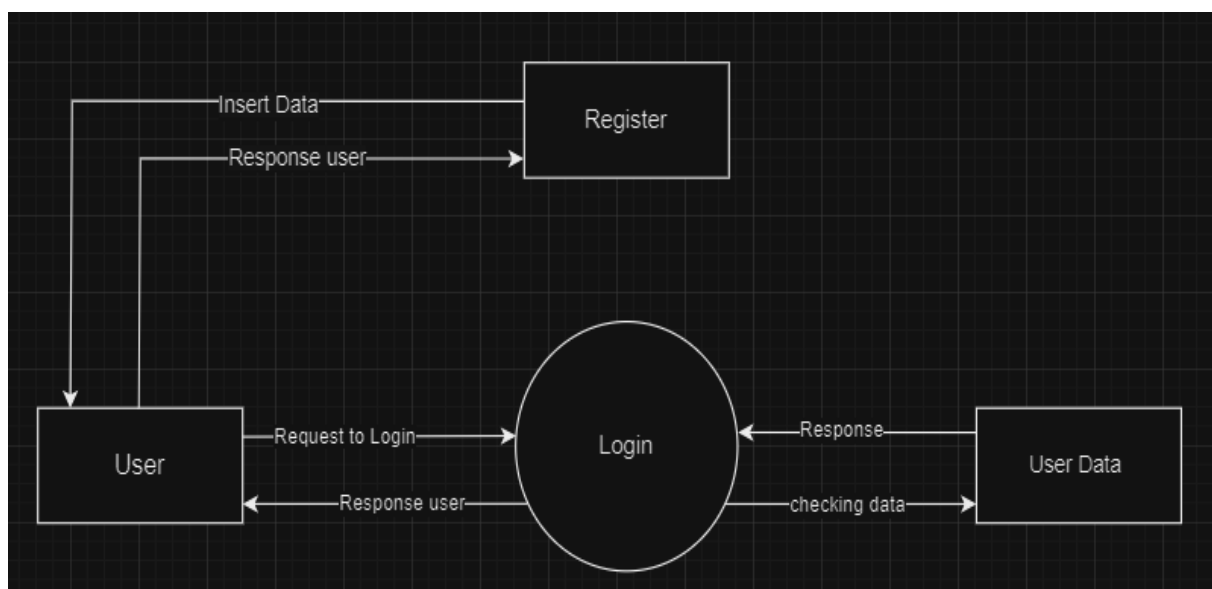 Insert Data
Register
Response user
Login
User
Request to Login
Response user
Response
checking data
User Data